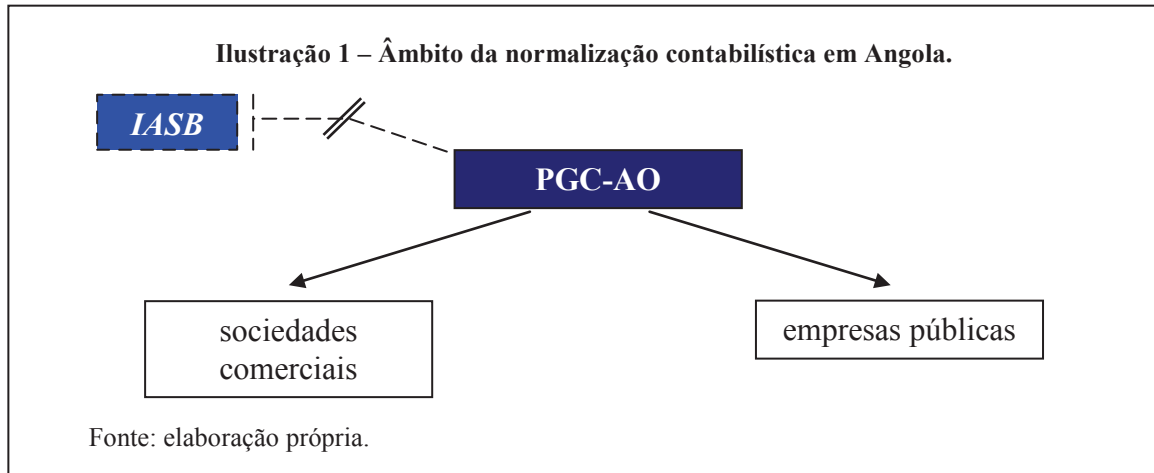 Ilustração 1 – Âmbito da normalização contabilística em Angola.
IASB
PGC-AO
sociedades
comerciais
empresas públicas
Fonte: elaboração própria.